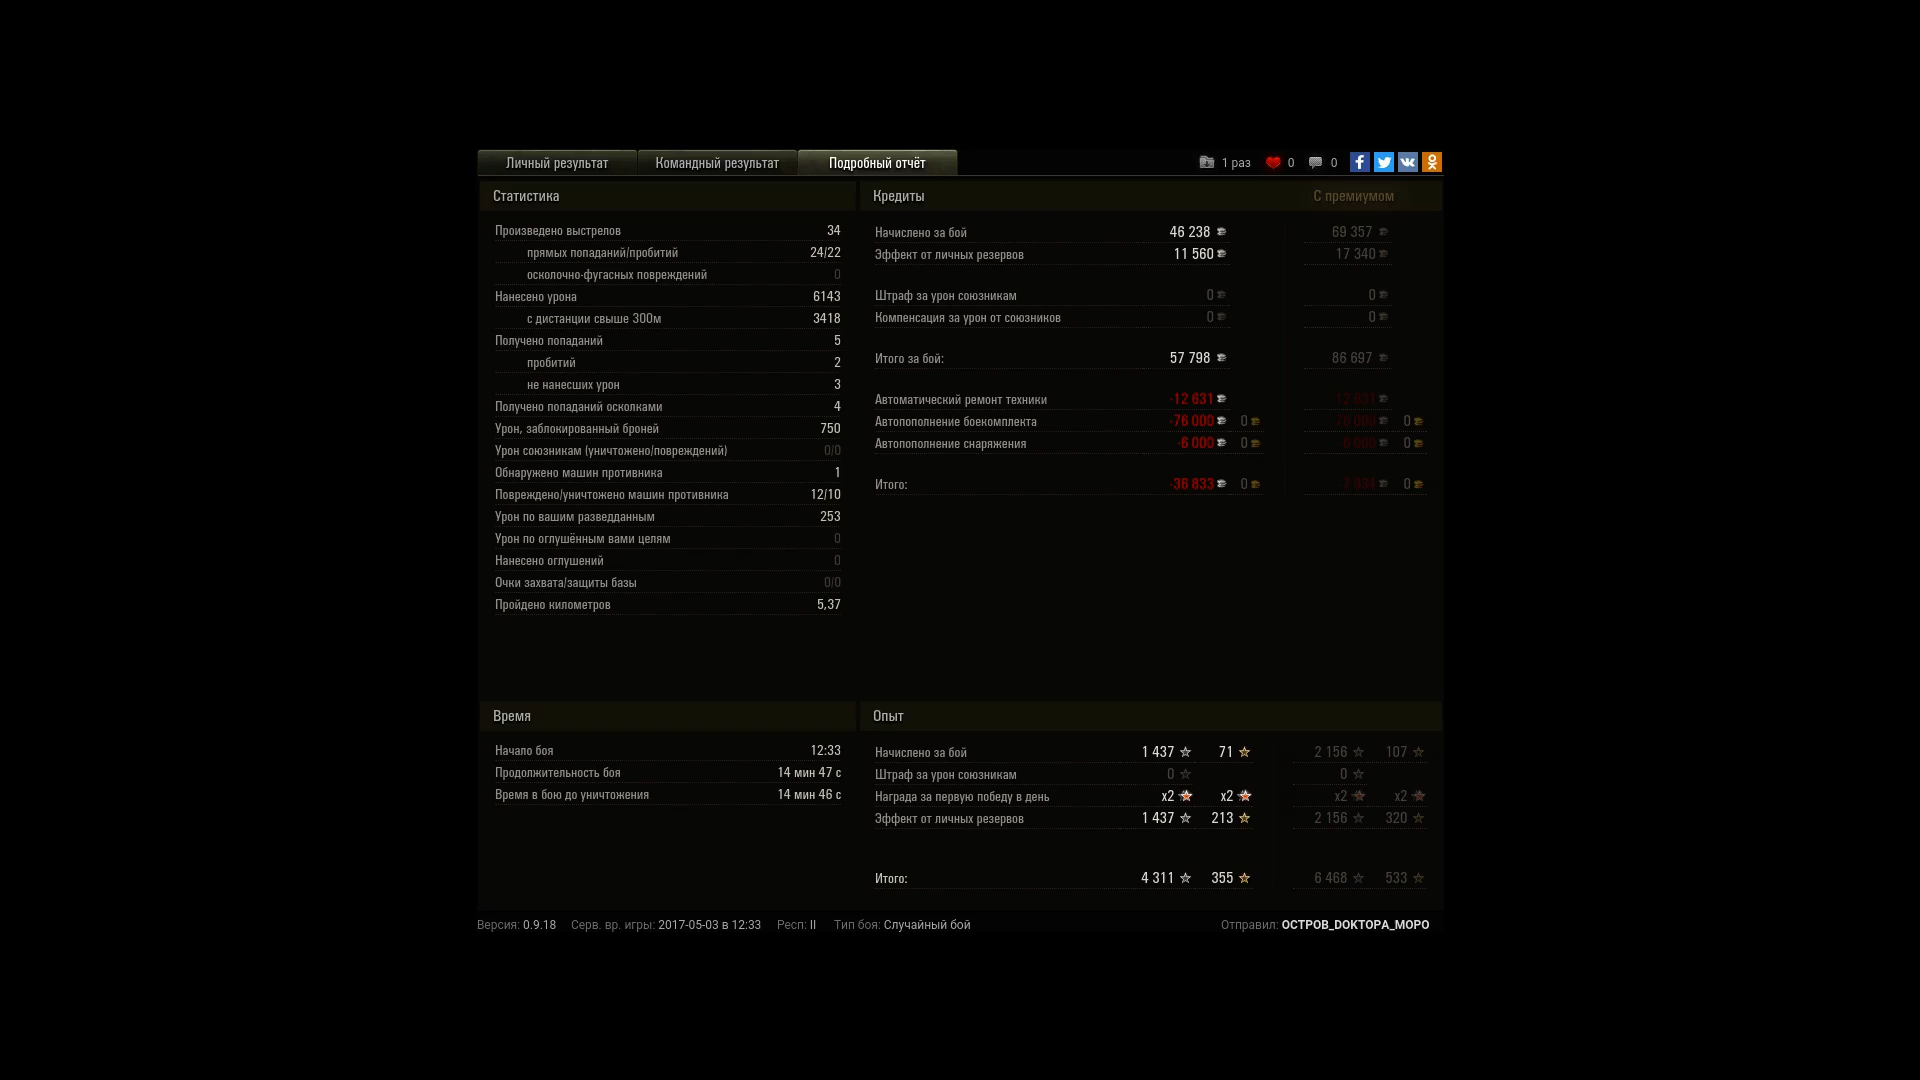 Личный результат Командный результат Подробный отчёт 1 раз 0 0
Статистика
Произведено выстрелов 34
прямых попаданий/пробитий 24/22
осколочно-фугасных повреждений 0
Нанесено урона 6143
с дистанции свыше 300м 3418
Получено попаданий 5
пробитий 2
не нанесших урон 3
Получено попаданий осколками 4
Урон, заблокированный броней 750
Урон союзникам (уничтожено/повреждений) 0/0
Обнаружено машин противника 1
Повреждено/уничтожено машин противника 12/10
Урон по вашим разведданным 253
Урон по оглушённым вами целям 0
Нанесено оглушений 0
Очки захвата/защиты базы 0/0
Пройдено километров 5,37
Кредиты С премиумом
Начислено за бой 46 238 69 357
Эффект от личных резервов 11 560 17 340
Штраф за урон союзникам 0 0
Компенсация за урон от союзников 0 0
Итого за бой: 57 798 86 697
Автоматический ремонт техники -12 631 -12 631
Автопополнение боекомплекта -76 000 0 -76 000 0
Автопополнение снаряжения -6 000 0 -6 000 0
Итого: -36 833 0 0
Время
Начало боя 12:33
Продолжительность боя 14 мин 47 с
Время в бою до уничтожения 14 мин 46 с
Опыт
Начислено за бой 1 437 71 2 156 107
Штраф за урон союзникам 0 0
Награда за первую победу в день x2 x2 x2 x2
Эффект от личных резервов 1 437 213 2 156 320
Итого: 4 311 355 6 468 533
Версия: 0.9.18 Серв. вр. игры: 2017-05-03 в 12:33 Респ: II Тип боя: Случайный бой Отправил: ОСТРОВ_DOKTOPA_MOPO